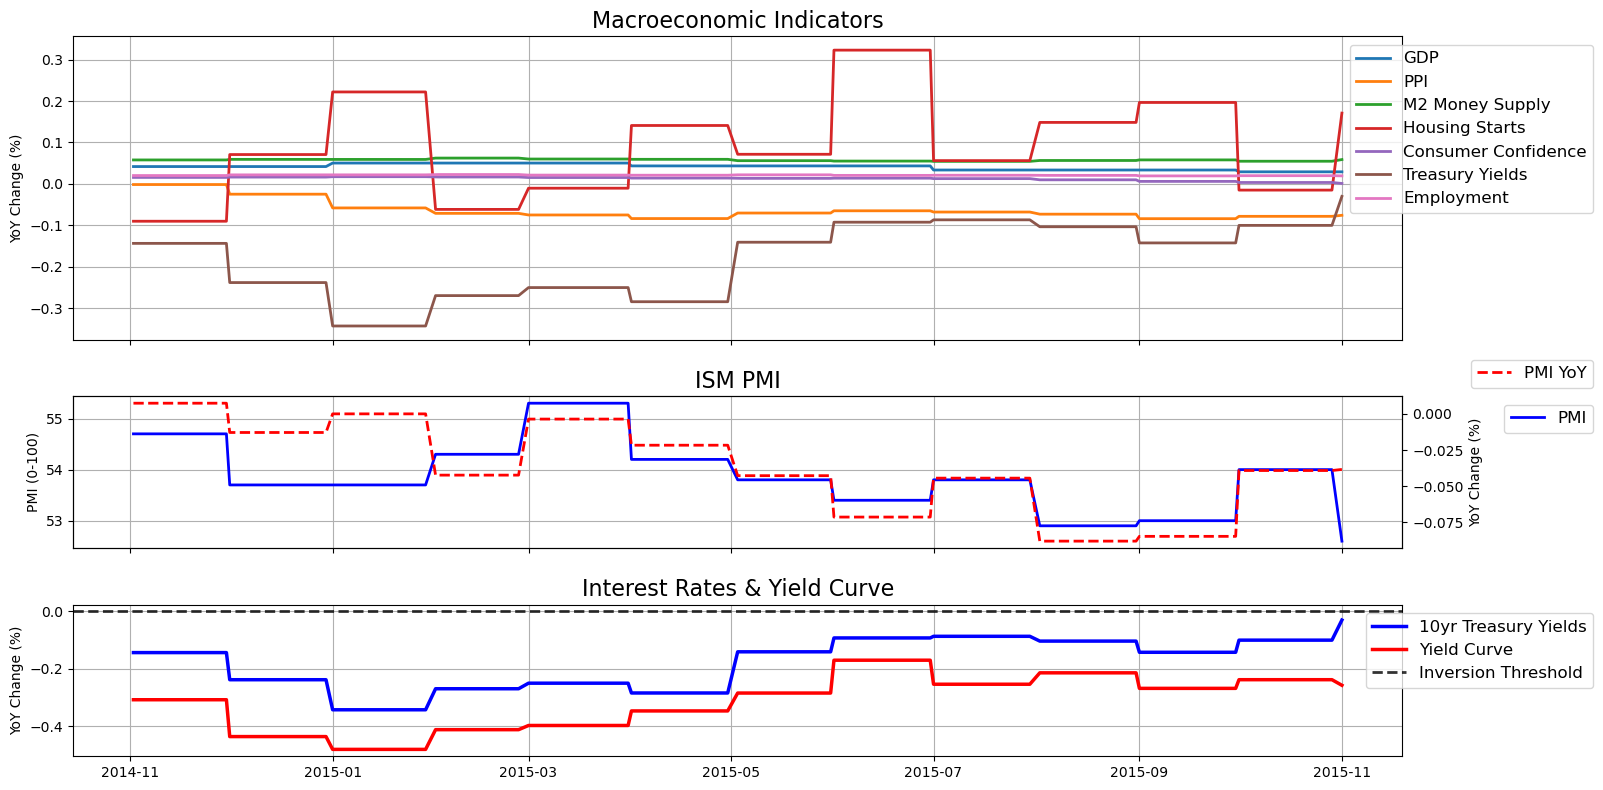 Macroeconomic Indicators
YoY Change (%)
0.3
0.2
0.1
0.0
−0.1
−0.2
−0.3
GDP
PPI
M2 Money Supply
Housing Starts
Consumer Confidence
Treasury Yields
Employment
ISM PMI
PMI (0-100)
55
54
53
0.000
−0.025
−0.050
−0.075
YoY Change (%)
PMI YoY
PMI
Interest Rates & Yield Curve
YoY Change (%)
0.0
−0.2
−0.4
10yr Treasury Yields
Yield Curve
Inversion Threshold
2014-11 2015-01 2015-03 2015-05 2015-07 2015-09 2015-11